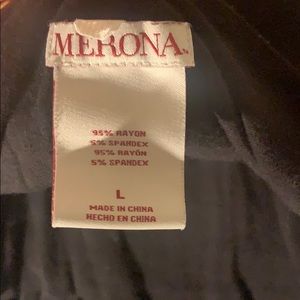 MERONA.
95% RAYON
5% SPANDEX
95% RAYON
5% SPANDEX
L
MADE IN CHINA
HECHO EN CHINA